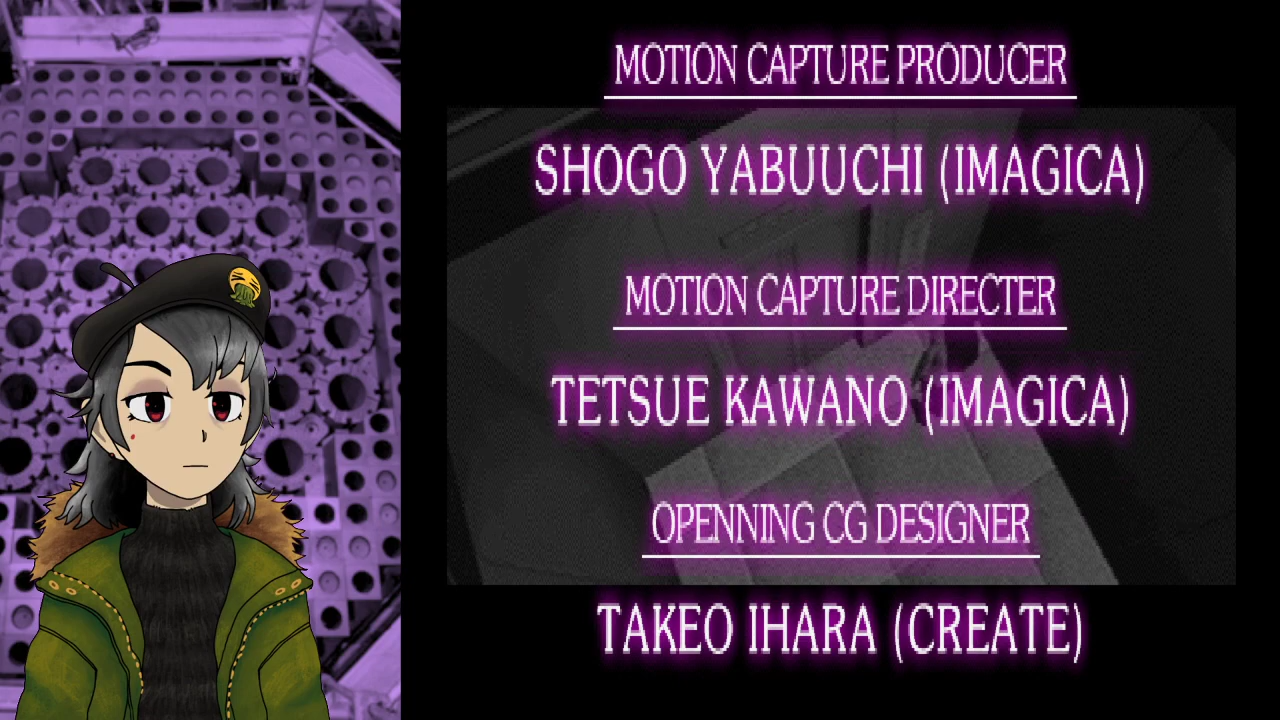 MOTION CAPTURE PRODUCER
SHOGO YABUUCHI (IMAGICA)
MOTION CAPTURE DIRECTER
TETSUE KAWANO (IMAGICA)
OPENNING CG DESIGNER
TAKEO IHARA (CREATE)